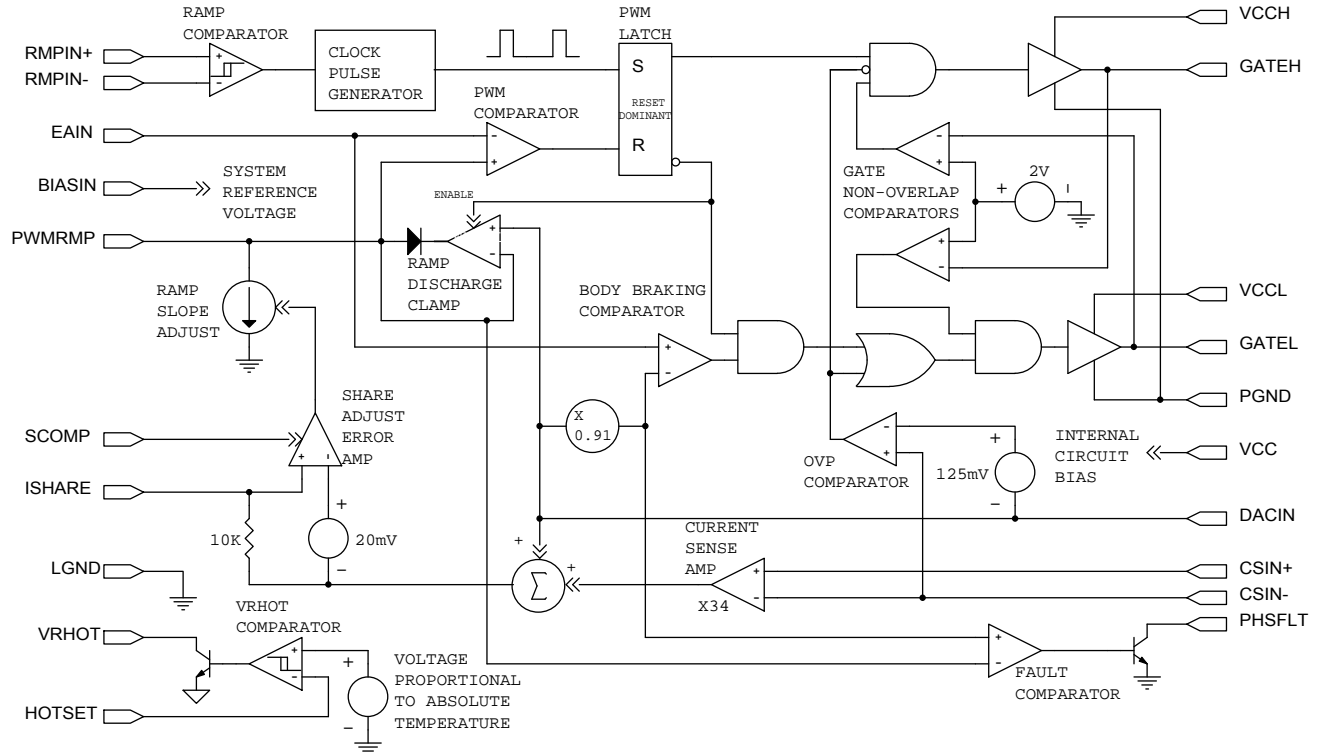 RAMP
COMPARATOR
RMPIN+
RMPIN-
+
-
CLOCK
PULSE
GENERATOR
PWM
LATCH
S
RESET
DOMINANT
R
VCCH
GATEH
PWM
COMPARATOR
-
+
EAIN
BIASIN
SYSTEM
REFERENCE
VOLTAGE
ENABLE
-
+
GATE
NON-OVERLAP
COMPARATORS
+
2V
-
PWMRMP
+
-
RAMP
DISCHARGE
CLAMP
+
-
RAMP
SLOPE
ADJUST
BODY BRAKING
COMPARATOR
+
-
VCCL
GATEL
PGND
SHARE
ADJUST
ERROR
AMP
+
-
SCOMP
X
0.91
-
+
OVP
COMPARATOR
+
125mV
-
INTERNAL
CIRCUIT
BIAS
VCC
ISHARE
10K
+
20mV
-
DACIN
CURRENT
SENSE
AMP
X34
+
-
+
+
Σ
CSIN+
CSIN-
LGND
VRHOT
COMPARATOR
VRHOT
+
-
HOTSET
+
-
VOLTAGE
PROPORTIONAL
TO ABSOLUTE
TEMPERATURE
+
-
FAULT
COMPARATOR
PHSFLT